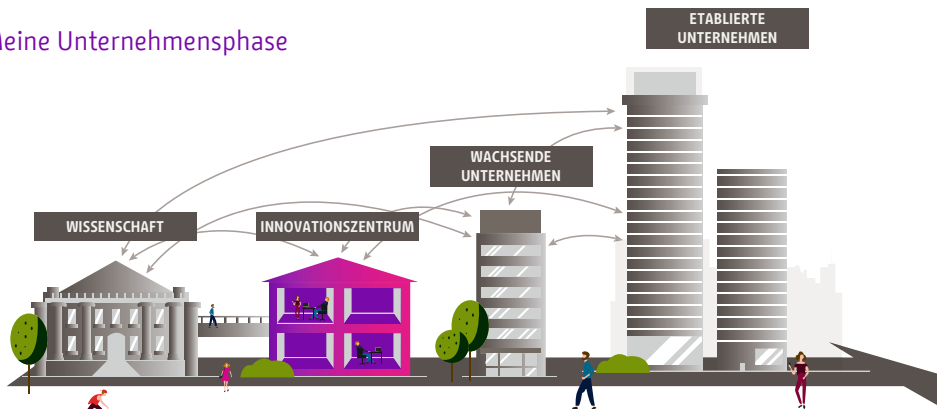 Meine Unternehmensphase
ETABLIERTE
UNTERNEHMEN
WACHSENDE
UNTERNEHMEN
WISSENSCHAFT
INNOVATIONSZENTRUM